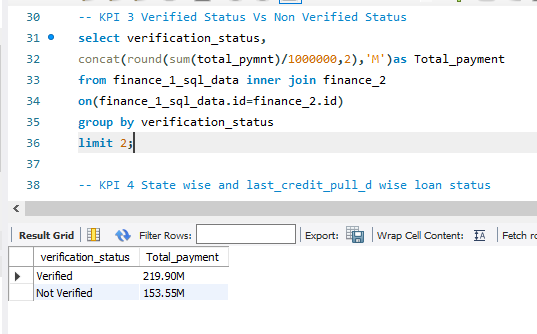 30 -- KPI 3 Verified Status Vs Non Verified Status
31 select verification_status,
32 concat(round(sum(total_pymnt)/1000000,2),'M')as Total_payment
33 from finance_1_sql_data inner join finance_2
34 on(finance_1_sql_data.id=finance_2.id)
35 group by verification_status
36 limit 2;
37
38 -- KPI 4 State wise and last_credit_pull_d wise loan status
Result Grid Filter Rows: Export: Wrap Cell Content: IA Fetch ro
verification_status Total_payment
Verified 219.90M
Not Verified 153.55M